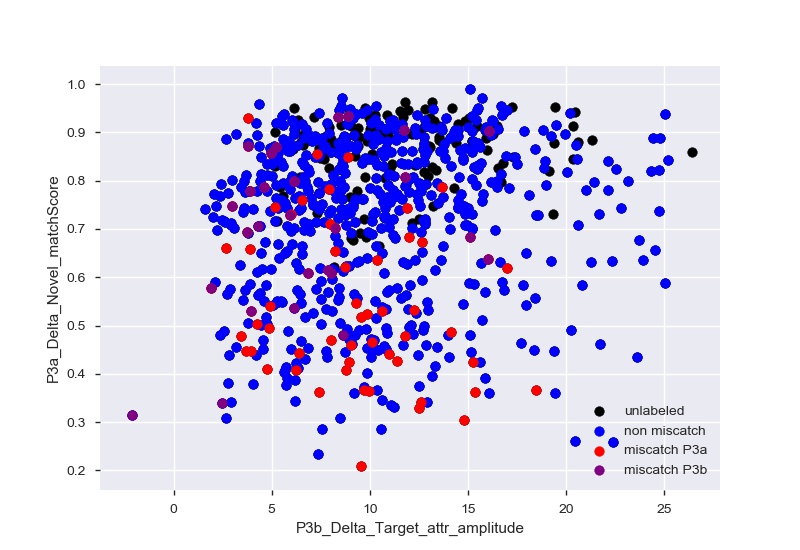 1.0
0.9
0.8
0.7
0.6
0.5
0.4
0.3
0.2
P3a_Delta_Novel_matchScore
unlabeled
non miscatch
miscatch P3a
miscatch P3b
0 5 10 15 20 25
P3b_Delta_Target_attr_amplitude